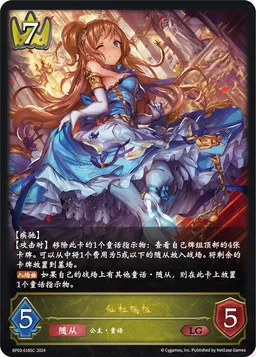 7
【疾驰】
【攻击时】移除此卡的1个童话指示物：查看自己牌组顶部的4张
卡牌。可以从中将1个费用为5或以下的随从放入战场。将剩余的
卡牌放置到墓场。
入场曲 如果自己的战场上有其他童话·随从，则在此卡上放置
1个童话指示物。
仙杜瑞拉
5
随从
公主·童话
LG
5
BP03-018SC 2024
© Cygames, Inc. Published by NetEase Games